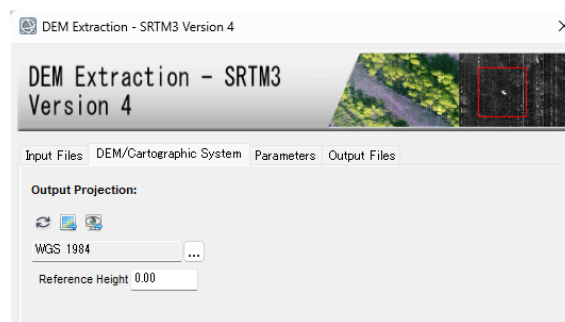 DEM Extraction - SRTM3 Version 4
DEM Extraction - SRTM3
Version 4
Input Files DEM/Cartographic System Parameters Output Files
Output Projection:
WGS 1984 ...
Reference Height 0.00